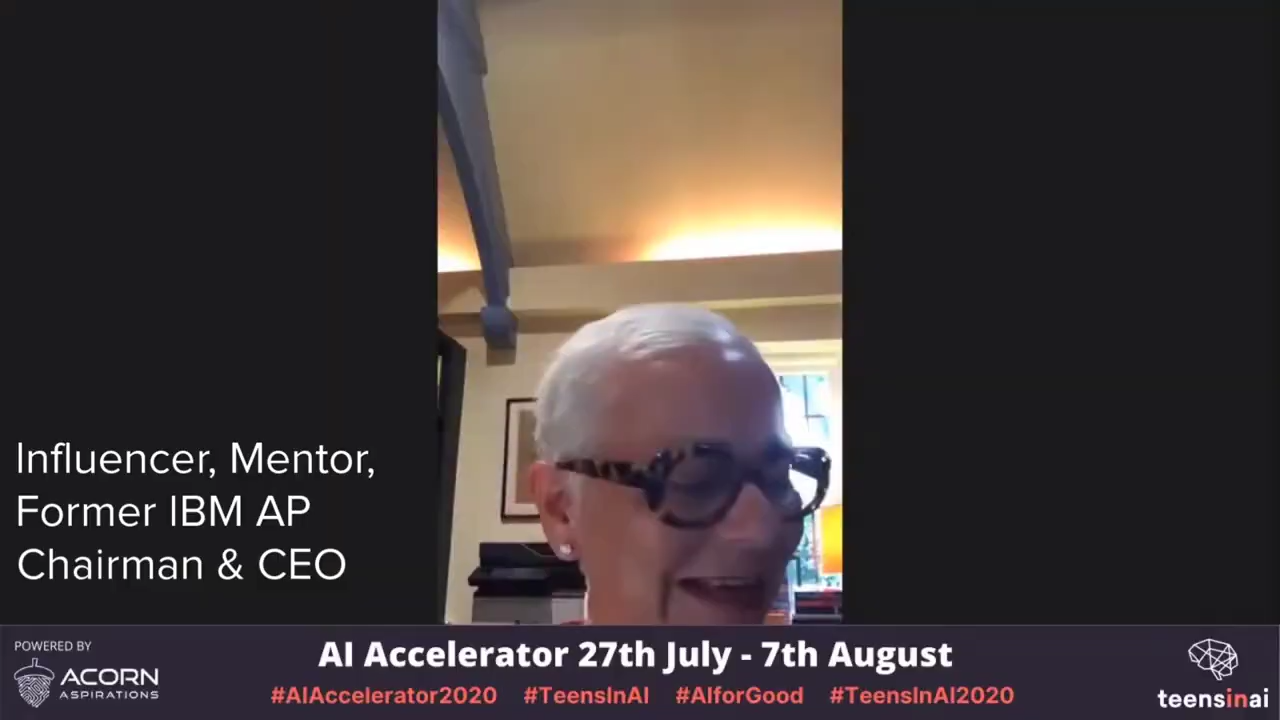 Influencer, Mentor,
Former IBM AP
Chairman & CEO
POWERED BY
ACORN
ASPIRATIONS
AI Accelerator 27th July - 7th August
#AIAccelerator2020 #TeensInAI #AIforGood #TeensInAI2020
teensinai